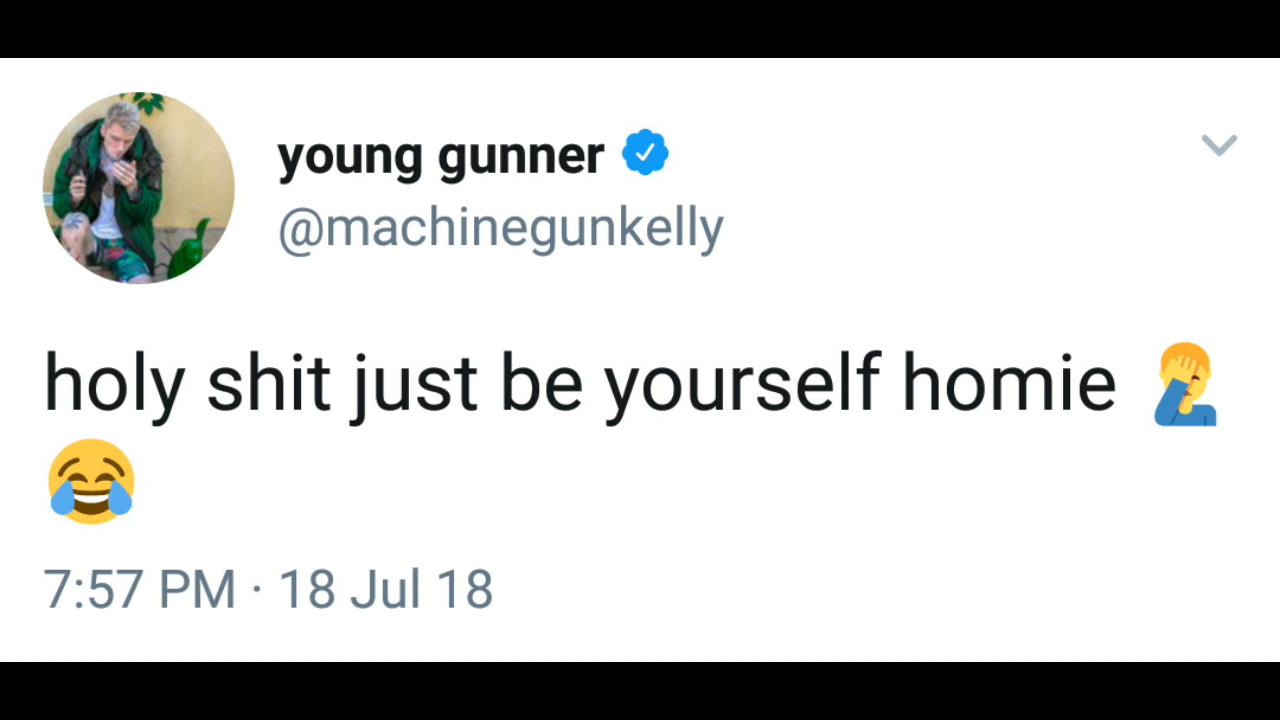 young gunner
@machinegunkelly
holy shit just be yourself homie 🤦‍♂️
😂
7:57 PM · 18 Jul 18